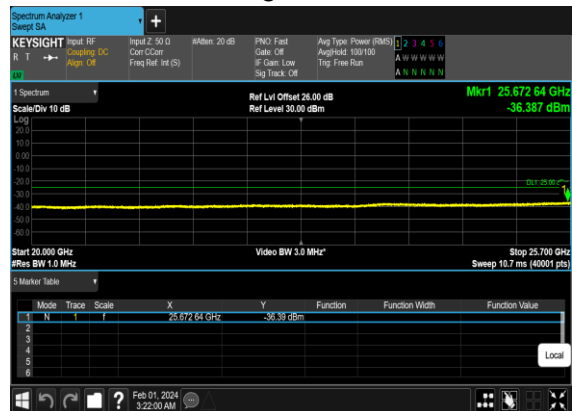 Spectrum Analyzer 1
Swept SA
+
KEYSIGHT Input: RF Input Z: 50 Ω #Atten: 20 dB PNO: Fast Avg Type: Power (RMS) 1 2 3 4 5 6
R T Coupling: DC Corr CCorr Gate: Off Avg|Hold: 100/100 A W W W W W
Align: Off Freq Ref: Int (S) IF Gain: Low Trig: Free Run
Sig Track: Off A N N N N N
1 Spectrum Ref Lvl Offset 26.00 dB Mkr1 25.672 64 GHz
Scale/Div 10 dB Ref Level 30.00 dBm -36.387 dBm
Log
20.0
10.0
0.00
-10.0
-20.0
-30.0
-40.0
-50.0
-60.0
1
Start 20.000 GHz Video BW 3.0 MHz* Stop 25.700 GHz
#Res BW 1.0 MHz Sweep 10.7 ms (40001 pts)
5 Marker Table
Mode Trace Scale X Y Function Function Width Function Value
1 N 1 f 25.672 64 GHz -36.39 dBm
2
3
4
5
6
Local
? Feb 01, 2024
3:22:00 AM